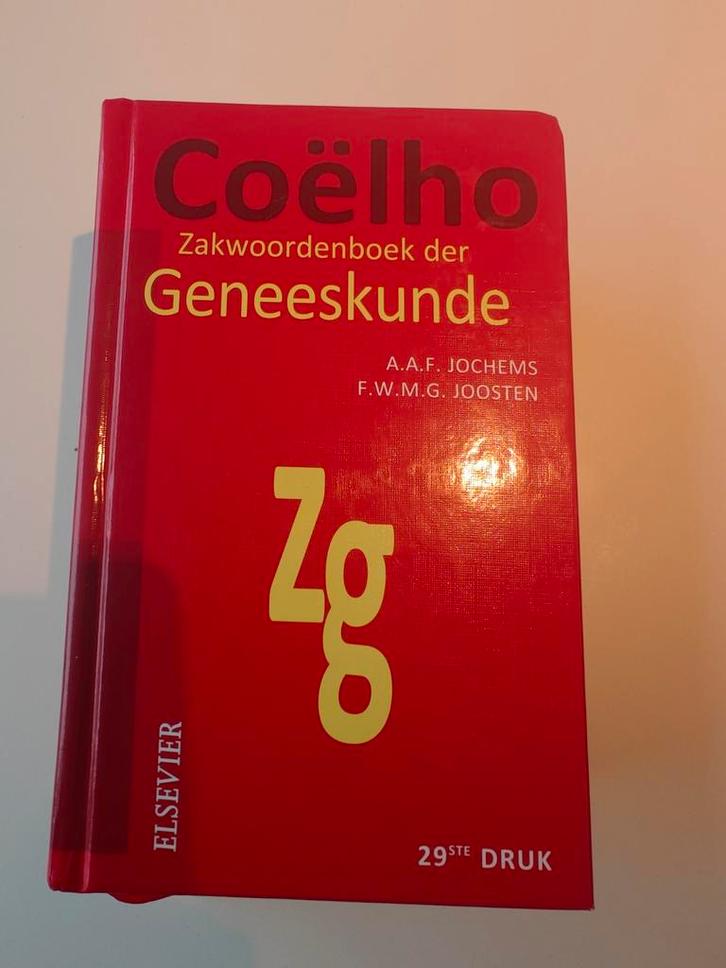 Coëlho
Zakwoordenboek der
Geneeskunde
A.A.F. JOCHEMS
F.W.M.G. JOOSTEN
Zg
ELSEVIER
29STE DRUK